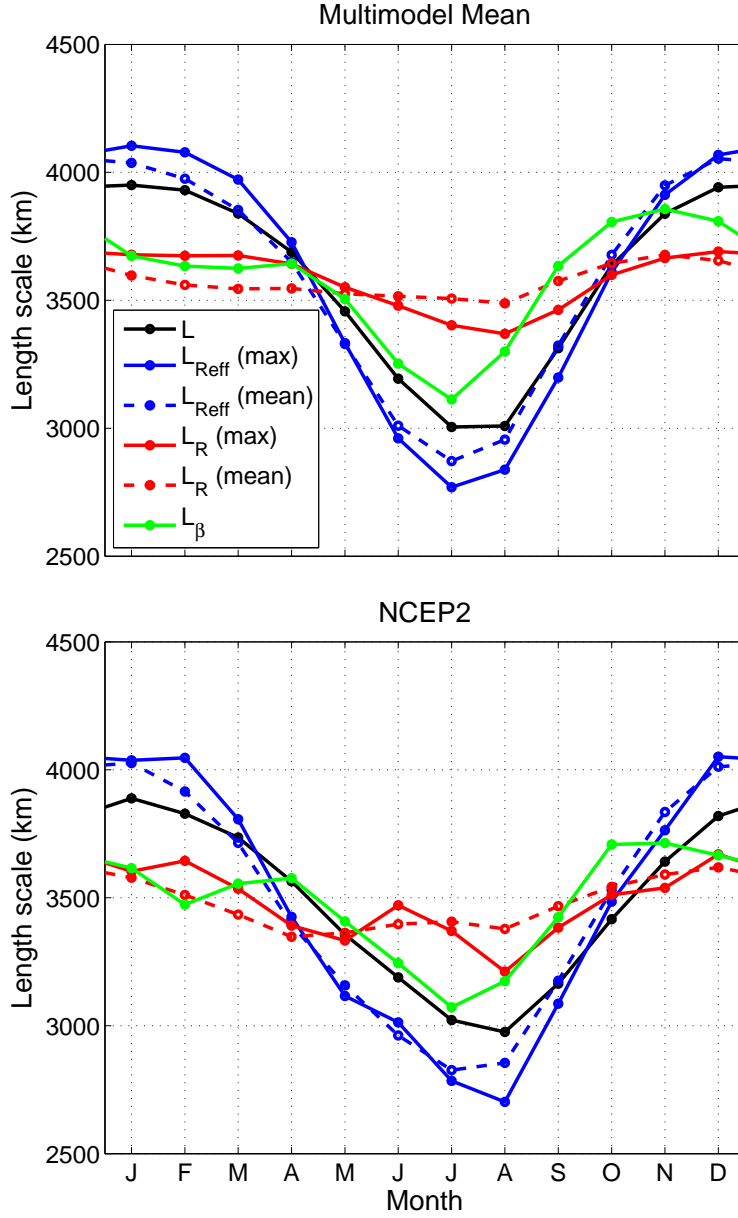 Multimodel Mean
4500
4000
3500
3000
2500
Length scale (km)
L
L_Reff (max)
L_Reff (mean)
L_R (max)
L_R (mean)
L_β
NCEP2
4500
4000
3500
3000
2500
Length scale (km)
J F M A M J J A S O N D
Month